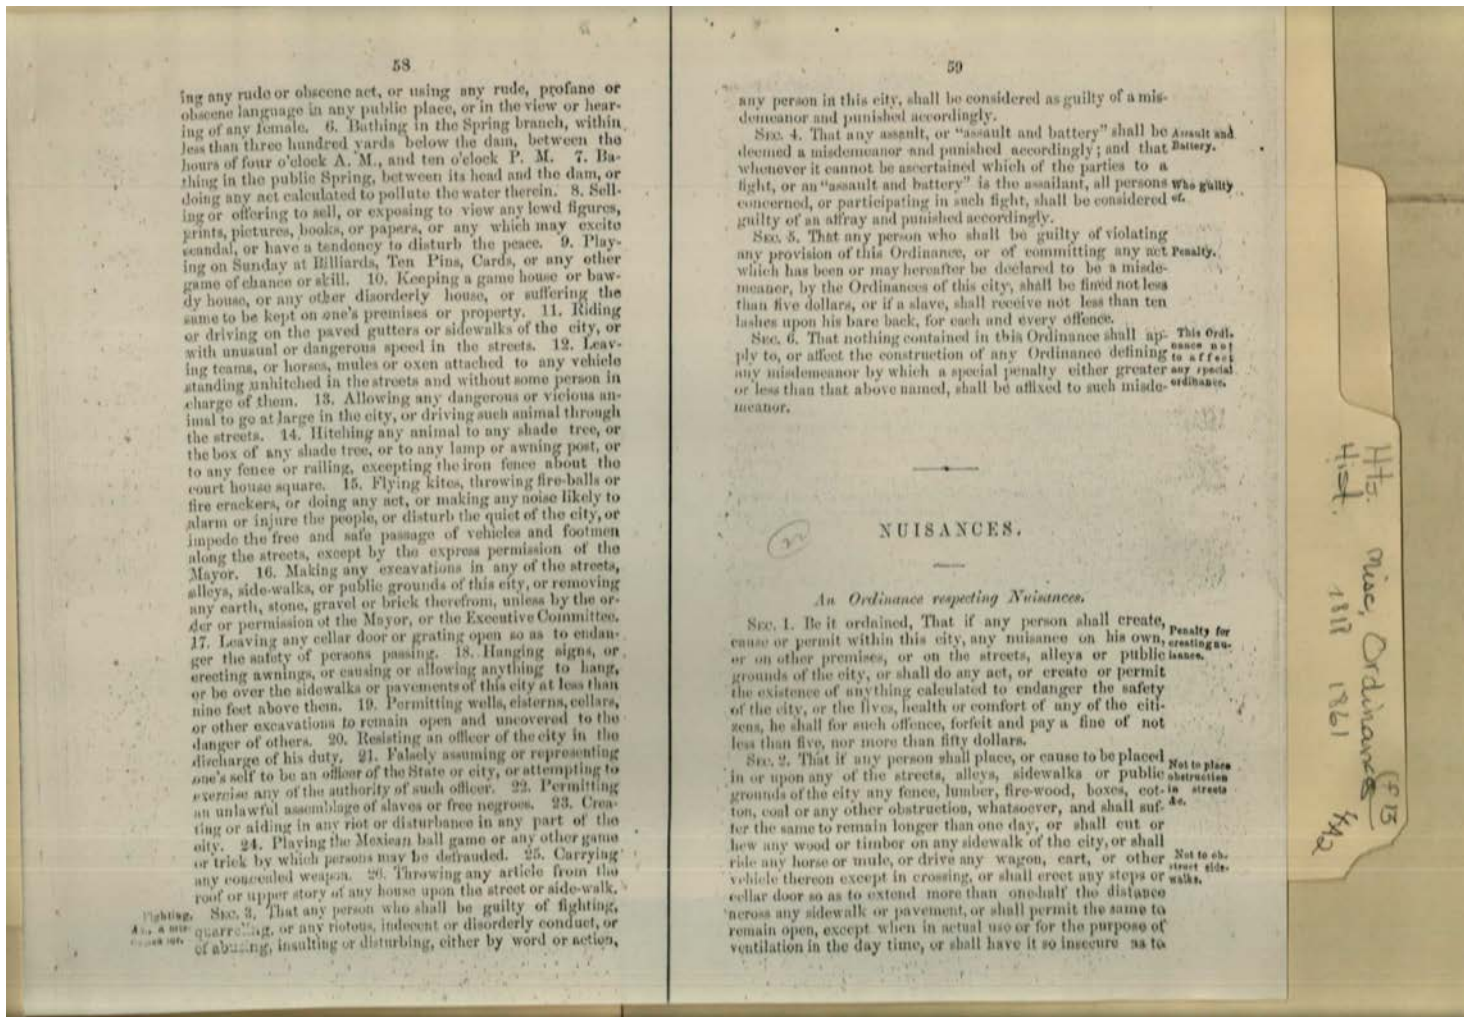 58
ing any rude or obscene act, or using any rude, profane or
obscene language in any public place, or in the view or hear-
ing of any female. 6. Bathing in the Spring branch, within
less than three hundred yards below the dam, between the
hours of four o'clock A. M., and ten o'clock P. M. 7. Ba-
thing in the public Spring, between its head and the dam, or
doing any act calculated to pollute the water therein. 8. Sell-
ing or offering to sell, or exposing to view any lewd figures,
prints, pictures, books, or papers, or any which may excite
scandal, or have a tendency to disturb the peace. 9. Play-
ing on Sunday at Billiards, Ten Pins, Cards, or any other
game of chance or skill. 10. Keeping a game house or baw-
dy house, or any other disorderly house, or suffering the
same to be kept on one's premises or property. 11. Riding
or driving on the paved gutters or sidewalks of the city, or
with unusual or dangerous speed in the streets. 12. Leav-
ing teams, or horses, mules or oxen attached to any vehicle
standing unhitched in the streets and without some person in
charge of them. 13. Allowing any dangerous or vicious an-
imal to go at large in the city, or driving such animal through
the streets. 14. Hitching any animal to any shade tree, or
the box of any shade tree, or to any lamp or awning post, or
to any fence or railing, excepting the iron fence about the
court house square. 15. Flying kites, throwing fire-balls or
fire crackers, or doing any act, or making any noise likely to
alarm or injure the people, or disturb the quiet of the city, or
impede the free and safe passage of vehicles and footmen
along the streets, except by the express permission of the
Mayor. 16. Making any excavations in any of the streets,
alleys, side-walks, or public grounds of this city, or removing
any earth, stone, gravel or brick therefrom, unless by the or-
der or permission of the Mayor, or the Executive Committee.
17. Leaving any cellar door or grating open so as to endan-
ger the safety of persons passing. 18. Hanging signs, or
erecting awnings, or causing or allowing anything to hang,
or be over the sidewalks or pavements of this city at less than
nine feet above them. 19. Permitting wells, cisterns, cellars,
or other excavations to remain open and uncovered to the
danger of others. 20. Resisting an officer of the city in the
discharge of his duty. 21. Falsely assuming or representing
one's self to be an officer of the State or city, or attempting to
exercise any of the authority of such officer. 22. Permitting
an unlawful assemblage of slaves or free negroes. 23. Crea-
ting or aiding in any riot or disturbance in any part of the
city. 24. Playing the Mexican ball game or any other game
or trick by which persons may be defrauded. 25. Carrying
any concealed weapon. 26. Throwing any article from the
roof or upper story of any house upon the street or side-walk.
Fighting,
SEC. 3. That any person who shall be guilty of fighting,
quarreling, or any riotous, indecent or disorderly conduct, or
of abusing, insulting or disturbing, either by word or action,
59
any person in this city, shall be considered as guilty of a mis-
demeanor and punished accordingly.
SEC. 4. That any assault, or "assault and battery" shall be
deemed a misdemeanor and punished accordingly; and that
whenever it cannot be ascertained which of the parties to a
fight, or an "assault and battery" is the assailant, all persons
concerned, or participating in such fight, shall be considered
guilty of an affray and punished accordingly.
Assault and
Battery.
Who guilty
of.
SEC. 5. That any person who shall be guilty of violating
any provision of this Ordinance, or of committing any act
which has been or may hereafter be declared to be a misde-
meanor, by the Ordinances of this city, shall be fined not less
than five dollars, or if a slave, shall receive not less than ten
lashes upon his bare back, for each and every offence.
Penalty.
SEC. 6. That nothing contained in this Ordinance shall ap-
ply to, or affect the construction of any Ordinance defining
any misdemeanor by which a special penalty either greater
or less than that above named, shall be affixed to such misde-
meanor.
This Ordi-
nance not
to affect
any special
ordinance.
NUISANCES.
An Ordinance respecting Nuisances.
SEC. 1. Be it ordained, That if any person shall create,
cause or permit within this city, any nuisance on his own,
or on other premises, or on the streets, alleys or public
grounds of the city, or shall do any act, or create or permit
the existence of anything calculated to endanger the safety
of the city, or the lives, health or comfort of any of the citi-
zens, he shall for such offence, forfeit and pay a fine of not
less than five, nor more than fifty dollars.
Penalty for
creating nu-
isance.
SEC. 2. That if any person shall place, or cause to be placed
in or upon any of the streets, alleys, sidewalks or public
grounds of the city any fence, lumber, fire-wood, boxes, cot-
ton, coal or any other obstruction, whatsoever, and shall suf-
fer the same to remain longer than one day, or shall cut or
hew any wood or timber on any sidewalk of the city, or shall
ride any horse or mule, or drive any wagon, cart, or other
vehicle thereon except in crossing, or shall erect any steps or
cellar door so as to extend more than one-half the distance
across any sidewalk or pavement, or shall permit the same to
remain open, except when in actual use or for the purpose of
ventilation in the day time, or shall have it so insecure as to
Not to place
obstruction
in streets
&c.
Not to ob-
struct side-
walks.
Hts. Misc. Ordinances
Hist. 1861